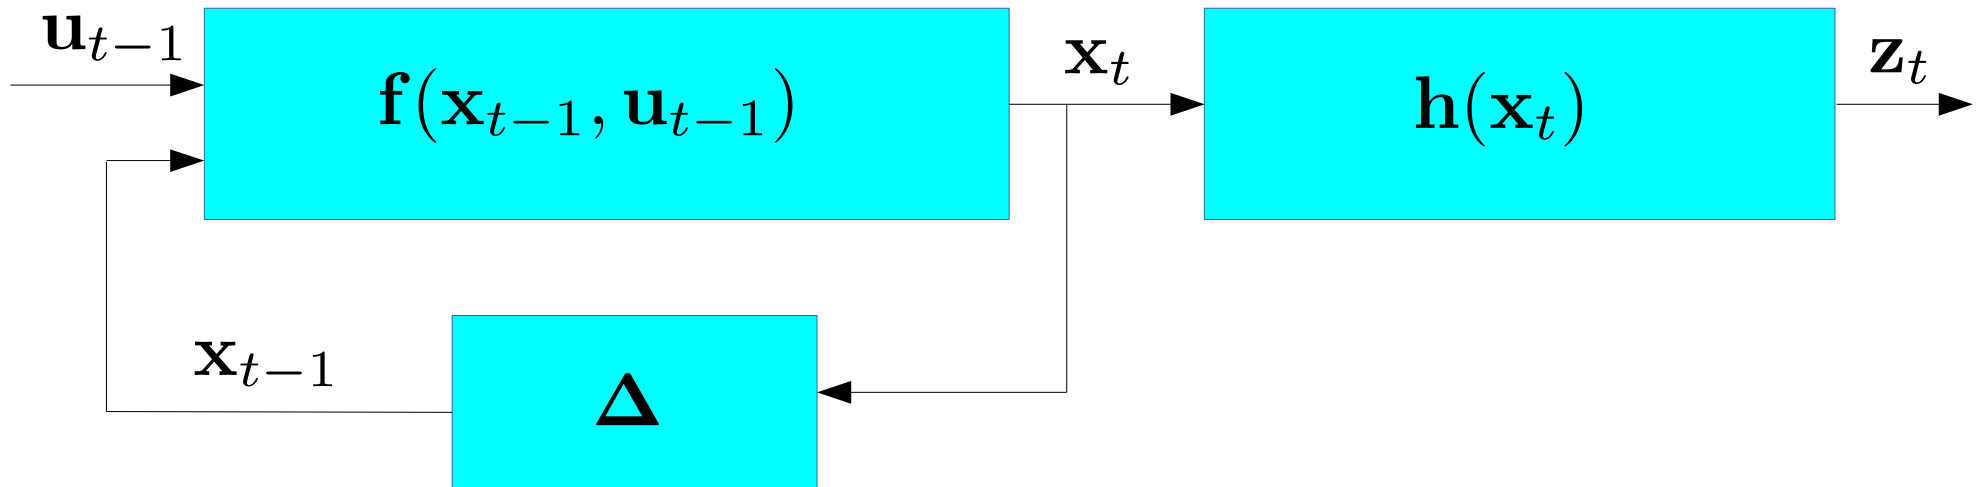 u_{t−1}
f(x_{t−1}, u_{t−1})
x_t
h(x_t)
z_t
x_{t−1}
Δ